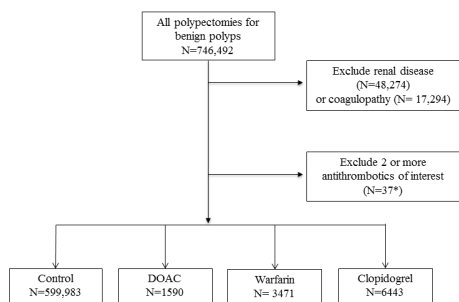 All polypectomies for
benign polyps
N=746,492
Exclude renal disease
(N=48,274)
or coagulopathy (N= 17,294)
Exclude 2 or more
antithrombotics of interest
(N=37*)
Control
N=599,983
DOAC
N=1590
Warfarin
N= 3471
Clopidogrel
N=6443